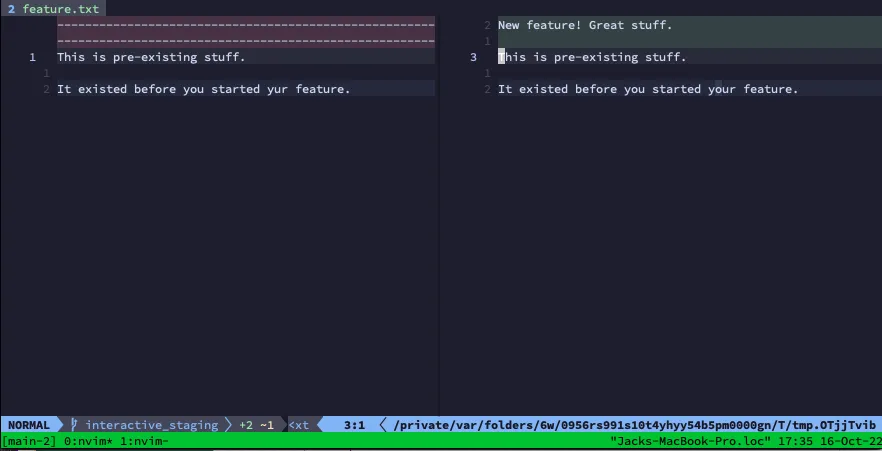 2 feature.txt
1 This is pre-existing stuff.
1
2 It existed before you started yur feature.
2 New feature! Great stuff.
1
3 This is pre-existing stuff.
1
2 It existed before you started your feature.
NORMAL interactive_staging +2 ~1 <xt 3:1 /private/var/folders/6w/0956rs991s10t4yhyy54b5pm0000gn/T/tmp.OTjjTvib
[main-2] 0:nvim* 1:nvim- "Jacks-MacBook-Pro.loc" 17:35 16-Oct-22